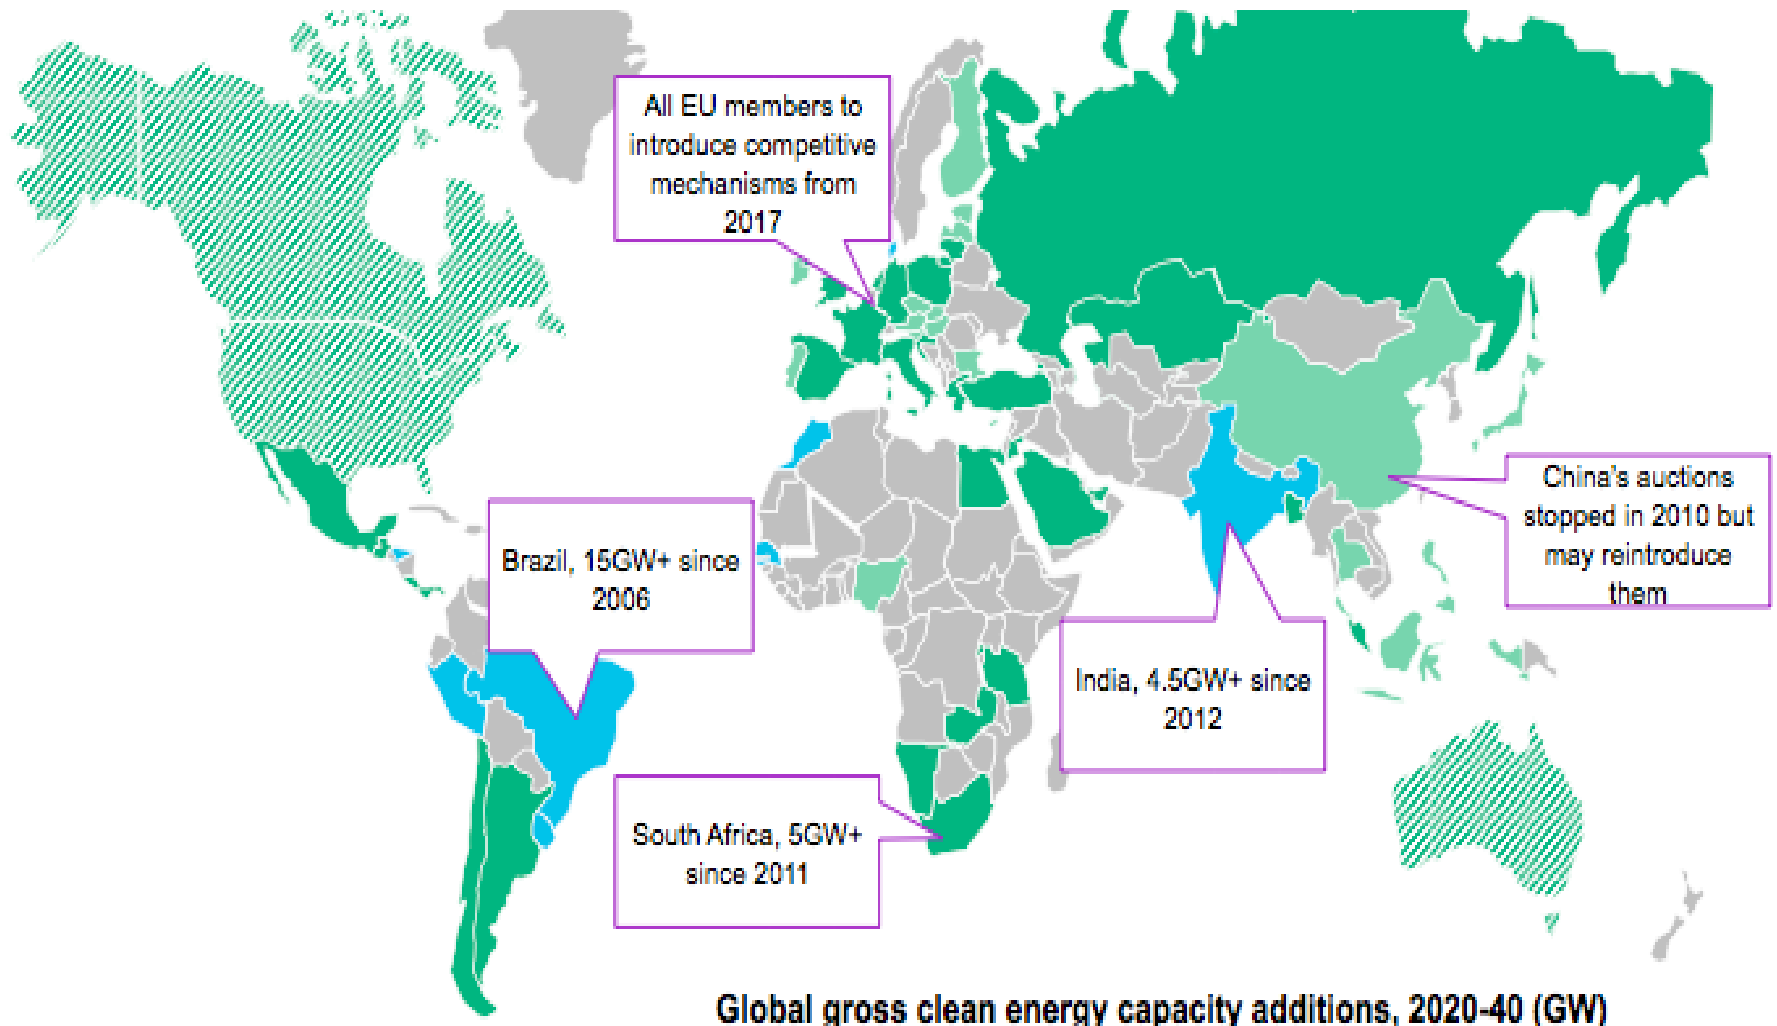 All EU members to
introduce competitive
mechanisms from
2017
China's auctions
stopped in 2010 but
may reintroduce
them
Brazil, 15GW+ since
2006
India, 4.5GW+ since
2012
South Africa, 5GW+
since 2011
Global gross clean energy capacity additions, 2020-40 (GW)